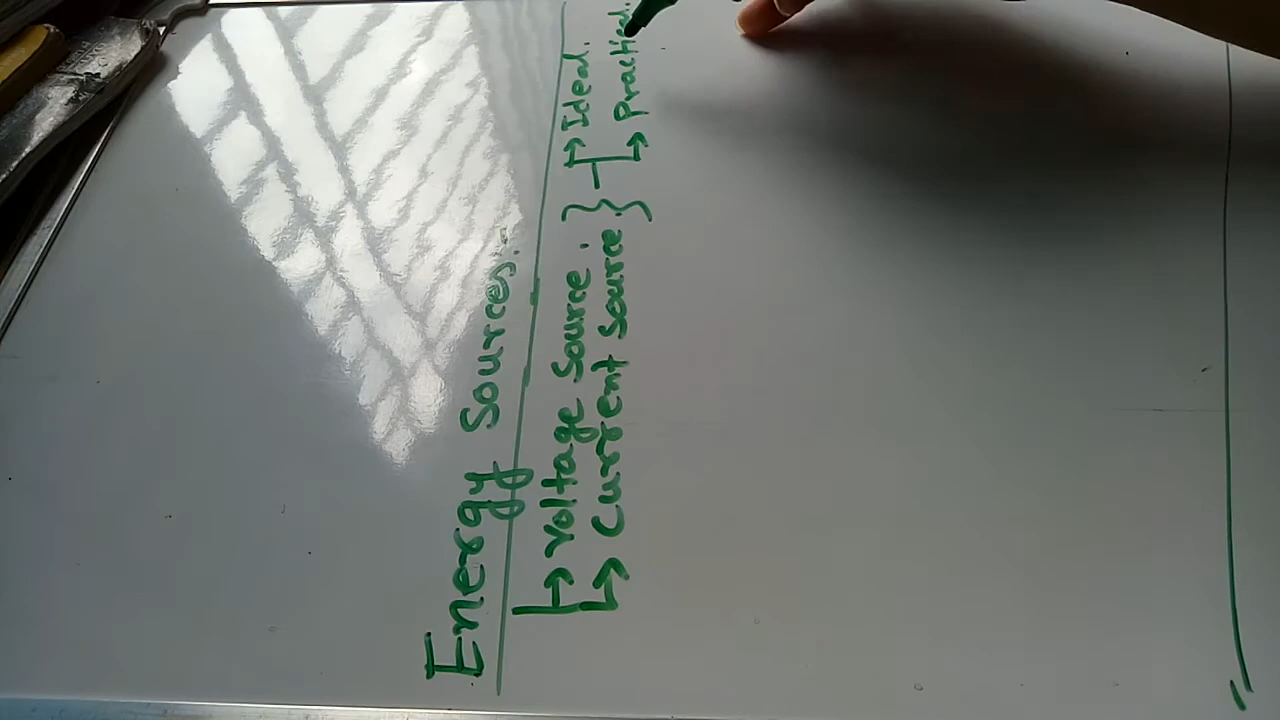 Energy Sources:-
↳ Voltage Source. } → Ideal.
↳ Current Source. } ↳ Practical.